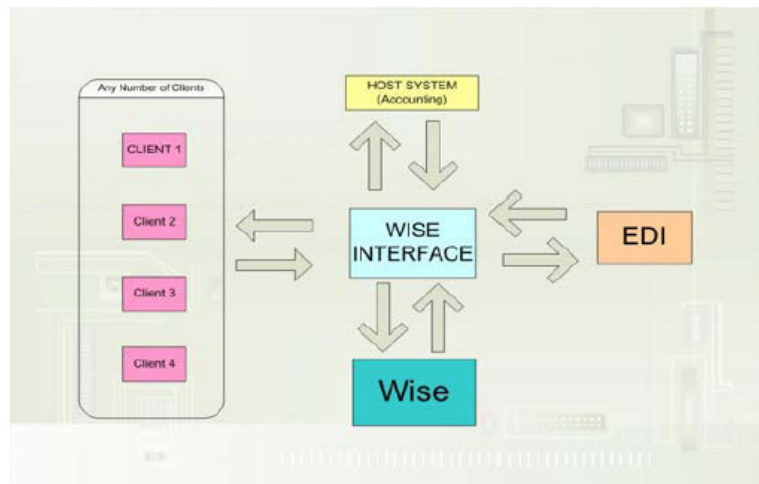 Any Number of Clients
CLIENT 1
Client 2
Client 3
Client 4
HOST SYSTEM
(Accounting)
WISE
INTERFACE
EDI
Wise